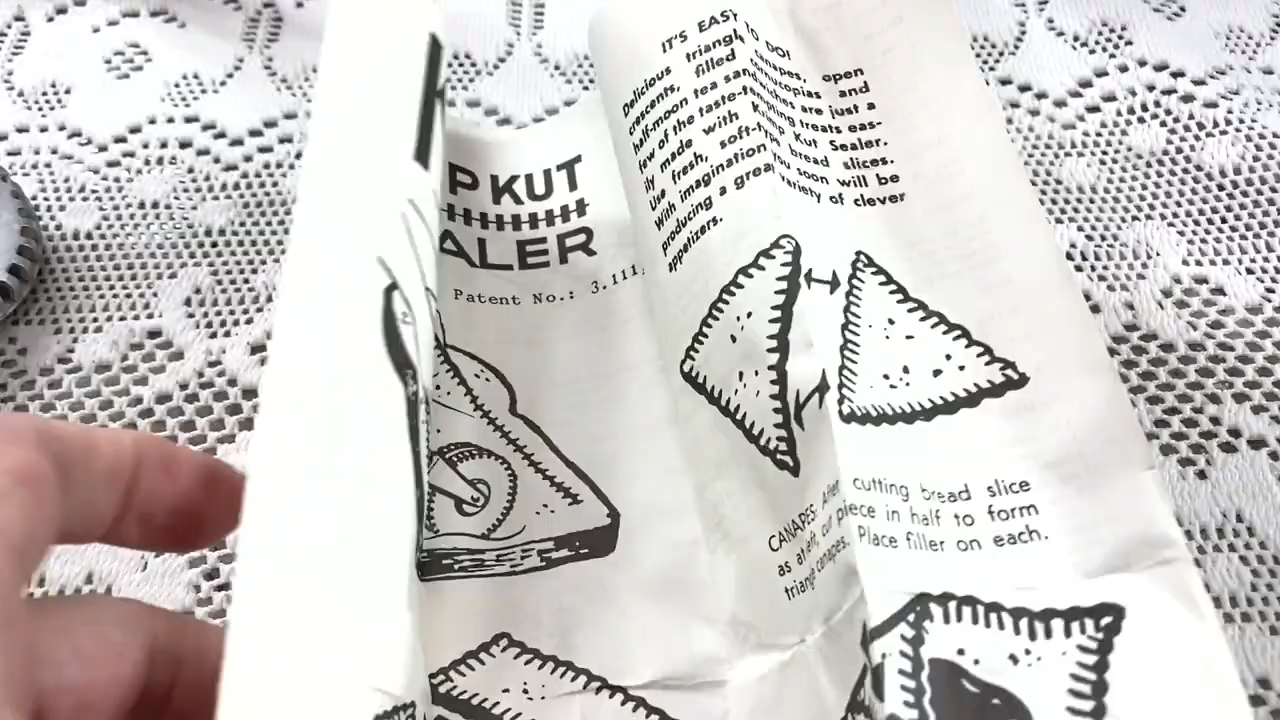 P KUT
ALER
Patent No.: 3.111,
IT'S EASY TO DO!
Delicious triangle canapes, open
crescents, filled cornucopias and
half-moon tea sandwiches are just a
few of the taste-tempting treats eas-
ily made with Krimp Kut Sealer.
Use fresh, soft-type bread slices.
With imagination you soon will be
producing a great variety of clever
appetizers.
CANAPES: After cutting bread slice
as at left, cut piece in half to form
triangle canapes. Place filler on each.